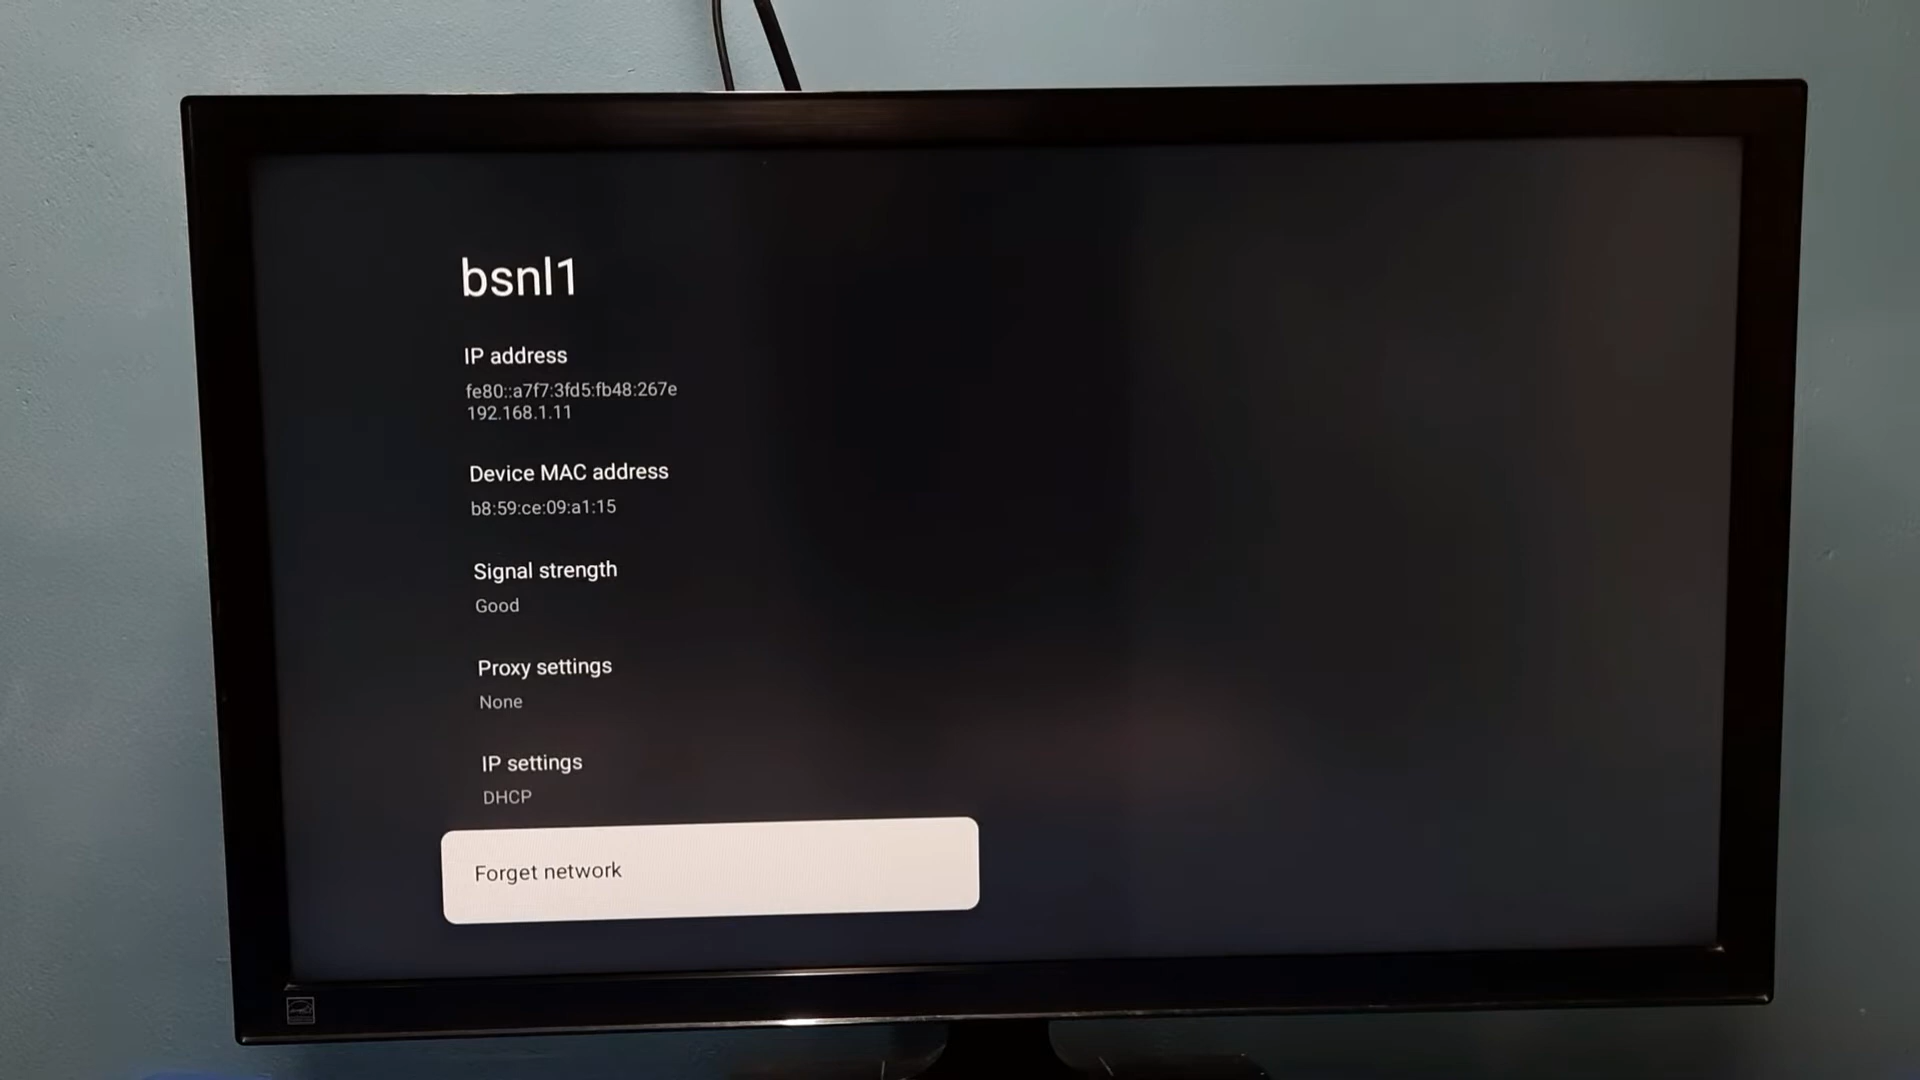 bsnl1
IP address
fe80::a7f7:3fd5:fb48:267e
192.168.1.11
Device MAC address
b8:59:ce:09:a1:15
Signal strength
Good
Proxy settings
None
IP settings
DHCP
Forget network